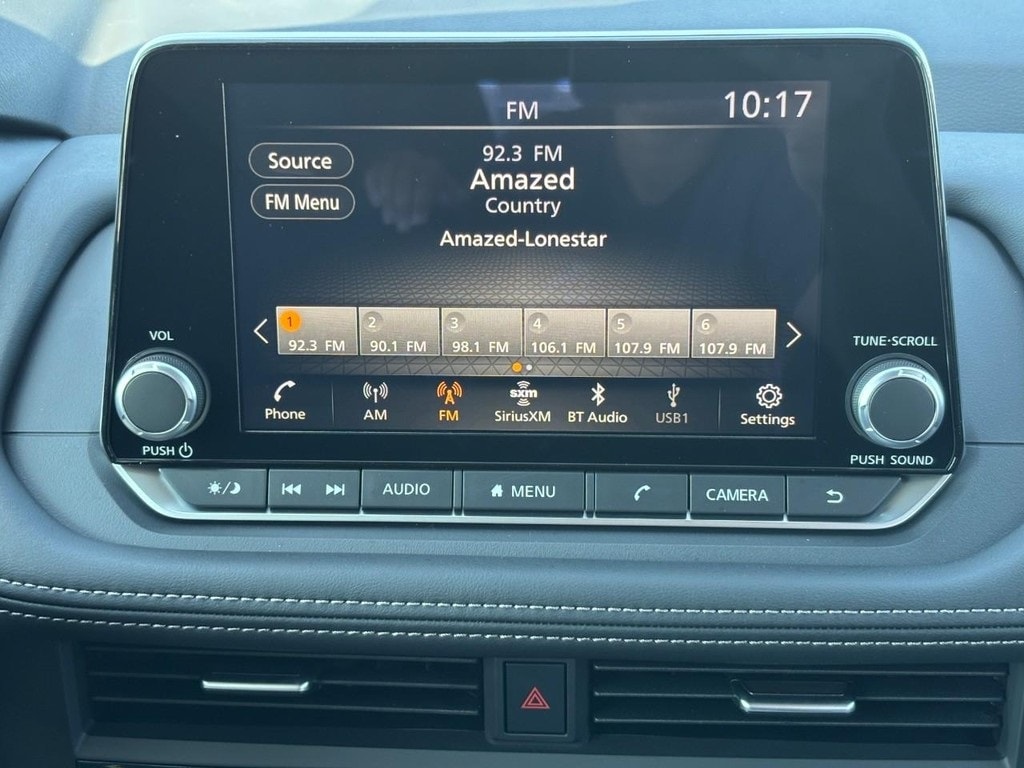 FM
10:17
Source
FM Menu
92.3 FM
Amazed
Country
Amazed-Lonestar
1 2 3 4 5 6
92.3 FM 90.1 FM 98.1 FM 106.1 FM 107.9 FM 107.9 FM
Phone AM FM sxm SiriusXM BT Audio USB1 Settings
VOL
PUSH
TUNE·SCROLL
PUSH SOUND
AUDIO MENU CAMERA